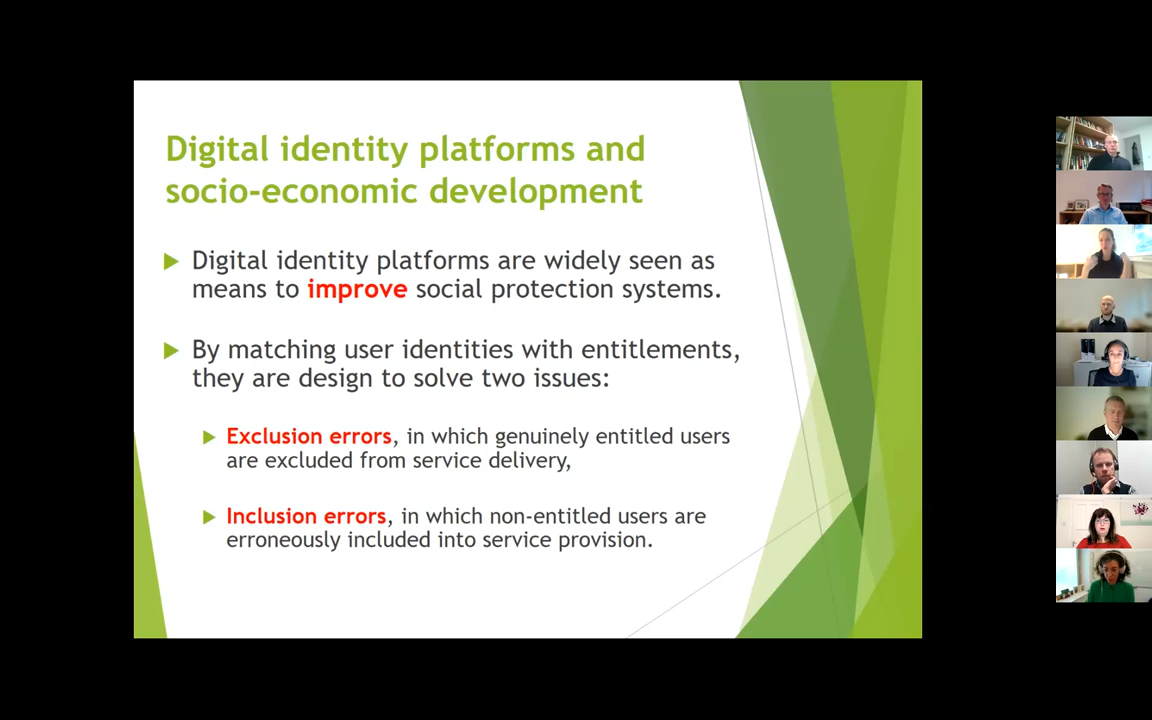 Digital identity platforms and
socio-economic development
Digital identity platforms are widely seen as
means to improve social protection systems.
By matching user identities with entitlements,
they are design to solve two issues:
Exclusion errors, in which genuinely entitled users
are excluded from service delivery,
Inclusion errors, in which non-entitled users are
erroneously included into service provision.